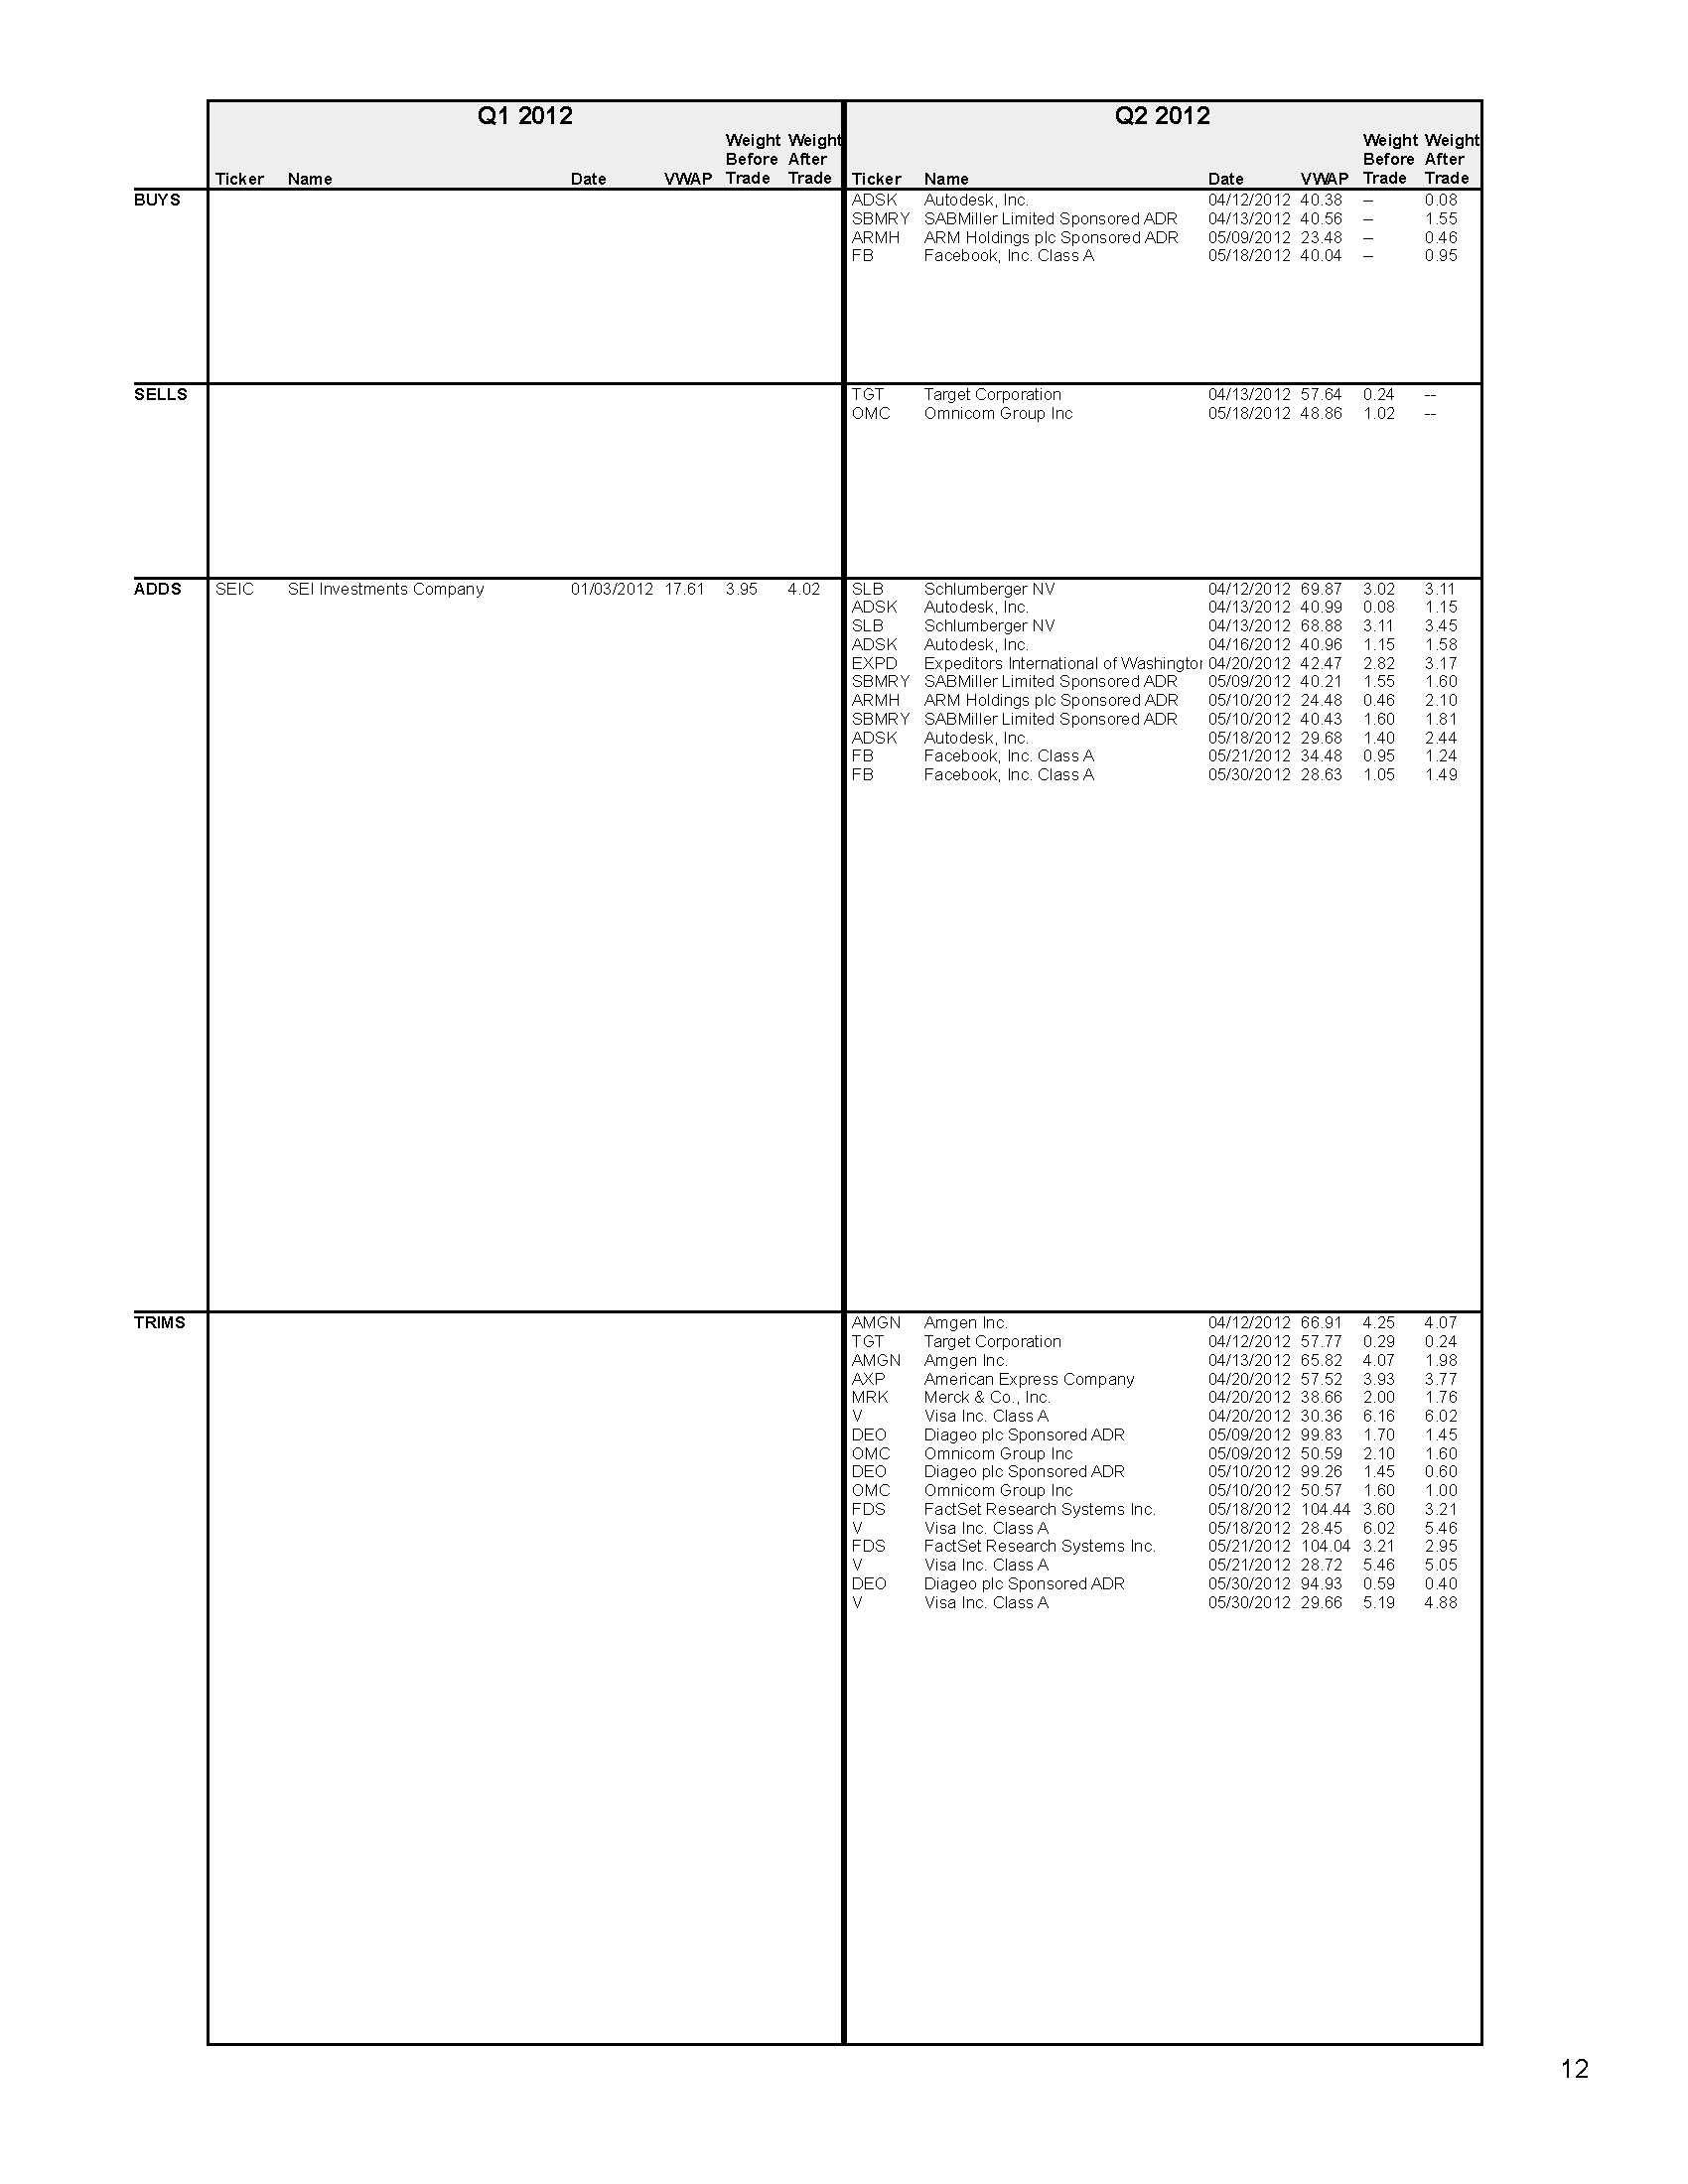 Q1 2012
Ticker Name Date VWAP Weight Before Trade Weight After Trade
Q2 2012
Ticker Name Date VWAP Weight Before Trade Weight After Trade
BUYS
ADSK Autodesk, Inc. 04/12/2012 40.38 – 0.08
SBMRY SABMiller Limited Sponsored ADR 04/13/2012 40.56 – 1.55
ARMH ARM Holdings plc Sponsored ADR 05/09/2012 23.48 – 0.46
FB Facebook, Inc. Class A 05/18/2012 40.04 – 0.95
SELLS
TGT Target Corporation 04/13/2012 57.64 0.24 --
OMC Omnicom Group Inc 05/18/2012 48.86 1.02 --
ADDS
SEIC SEI Investments Company 01/03/2012 17.61 3.95 4.02
SLB Schlumberger NV 04/12/2012 69.87 3.02 3.11
ADSK Autodesk, Inc. 04/13/2012 40.99 0.08 1.15
SLB Schlumberger NV 04/13/2012 68.88 3.11 3.45
ADSK Autodesk, Inc. 04/16/2012 40.96 1.15 1.58
EXPD Expeditors International of Washington 04/20/2012 42.47 2.82 3.17
SBMRY SABMiller Limited Sponsored ADR 05/09/2012 40.21 1.55 1.60
ARMH ARM Holdings plc Sponsored ADR 05/10/2012 24.48 0.46 2.10
SBMRY SABMiller Limited Sponsored ADR 05/10/2012 40.43 1.60 1.81
ADSK Autodesk, Inc. 05/18/2012 29.68 1.40 2.44
FB Facebook, Inc. Class A 05/21/2012 34.48 0.95 1.24
FB Facebook, Inc. Class A 05/30/2012 28.63 1.05 1.49
TRIMS
AMGN Amgen Inc. 04/12/2012 66.91 4.25 4.07
TGT Target Corporation 04/12/2012 57.77 0.29 0.24
AMGN Amgen Inc. 04/13/2012 65.82 4.07 1.98
AXP American Express Company 04/20/2012 57.52 3.93 3.77
MRK Merck & Co., Inc. 04/20/2012 38.66 2.00 1.76
V Visa Inc. Class A 04/20/2012 30.36 6.16 6.02
DEO Diageo plc Sponsored ADR 05/09/2012 99.83 1.70 1.45
OMC Omnicom Group Inc 05/09/2012 50.59 2.10 1.60
DEO Diageo plc Sponsored ADR 05/10/2012 99.26 1.45 0.60
OMC Omnicom Group Inc 05/10/2012 50.57 1.60 1.00
FDS FactSet Research Systems Inc. 05/18/2012 104.44 3.60 3.21
V Visa Inc. Class A 05/18/2012 28.45 6.02 5.46
FDS FactSet Research Systems Inc. 05/21/2012 104.04 3.21 2.95
V Visa Inc. Class A 05/21/2012 28.72 5.46 5.05
DEO Diageo plc Sponsored ADR 05/30/2012 94.93 0.59 0.40
V Visa Inc. Class A 05/30/2012 29.66 5.19 4.88
12